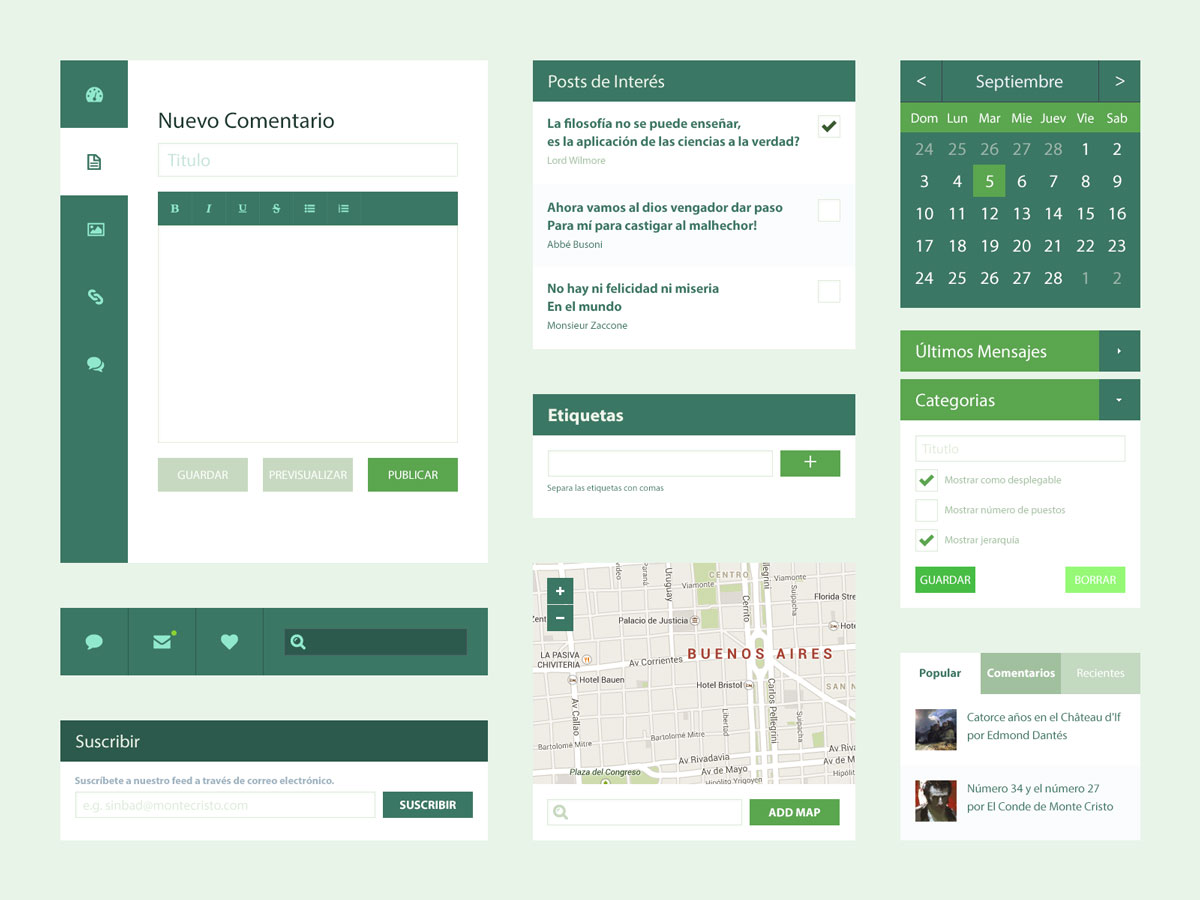 Nuevo Comentario
Titulo
B I U S
GUARDAR
PREVISUALIZAR
PUBLICAR
Suscribir
Suscríbete a nuestro feed a través de correo electrónico.
e.g. sinbad@montecristo.com
SUSCRIBIR
Posts de Interés
La filosofía no se puede enseñar,
es la aplicación de las ciencias a la verdad?
Lord Wilmore
Ahora vamos al dios vengador dar paso
Para mí para castigar al malhechor!
Abbé Busoni
No hay ni felicidad ni miseria
En el mundo
Monsieur Zaccone
Etiquetas
+
Separa las etiquetas con comas
+
−
Uruguay
Paraná
CENTRO
Viamonte
Viamonte
Suipacha
Cerrito
Florida Stre
Palacio de Justicia
BUENOS AIRES
LA PASIVA
CHIVITERIA
Av Corrientes
Hotel Bauen
Hotel Bristol
SAN N
Av Callao
Carlos Pellegrini
Libertad
Suipacha
Bartolomé Mitre
Bartolomé Mitre
Av Rivadavia
Av de Mayo
Av Riva
Av de
Plaza del Congreso
Hipólito Yrigoyen
Hipólit
ADD MAP
< Septiembre >
Dom Lun Mar Mie Juev Vie Sab
24 25 26 27 28 1 2
3 4 5 6 7 8 9
10 11 12 13 14 15 16
17 18 19 20 21 22 23
24 25 26 27 28 1 2
Últimos Mensajes
Categorias
Titutlo
Mostrar como desplegable
Mostrar número de puestos
Mostrar jerarquía
GUARDAR
BORRAR
Popular
Comentarios
Recientes
Catorce años en el Château d'If
por Edmond Dantés
Número 34 y el número 27
por El Conde de Monte Cristo